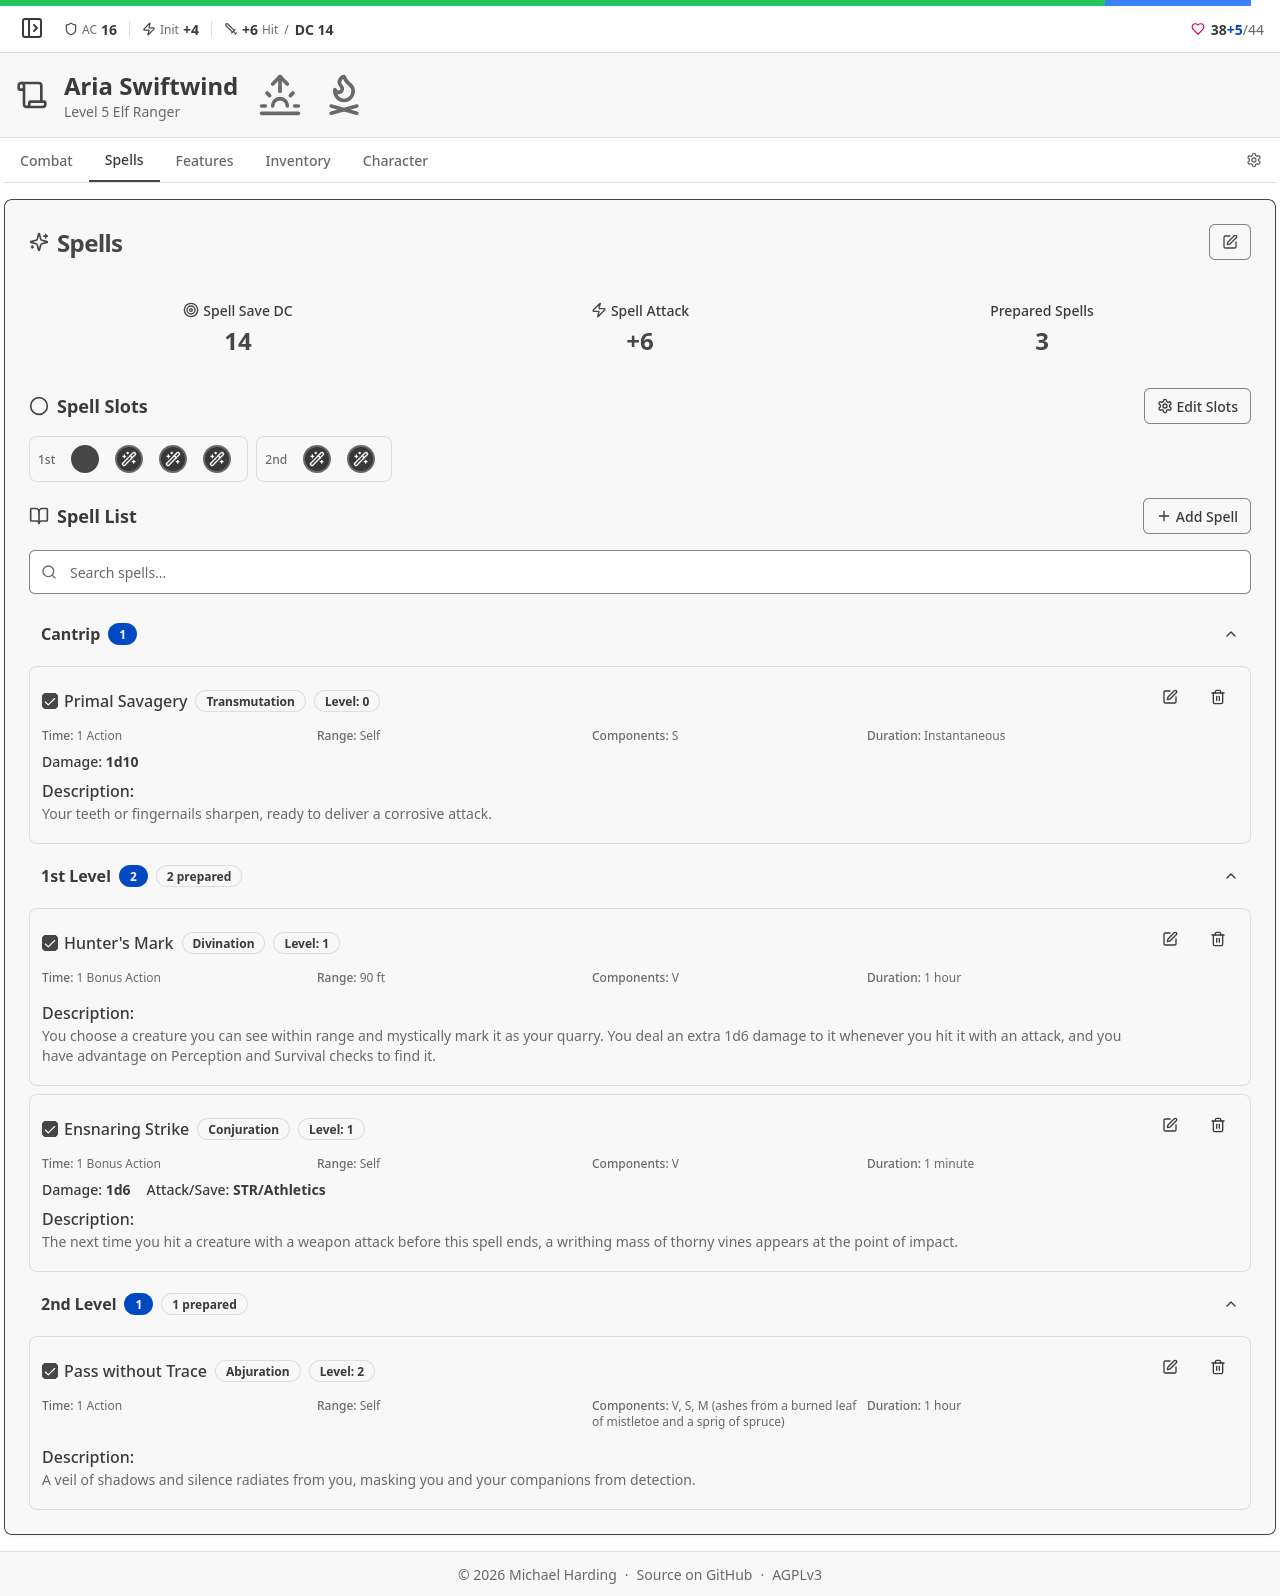 AC 16 Init +4 +6 Hit / DC 14 38+5/44
Aria Swiftwind
Level 5 Elf Ranger
Combat Spells Features Inventory Character
Spells
Spell Save DC Spell Attack Prepared Spells
14 +6 3
Spell Slots Edit Slots
1st 2nd
Spell List Add Spell
Search spells...
Cantrip 1
Primal Savagery Transmutation Level: 0
Time: 1 Action Range: Self Components: S Duration: Instantaneous
Damage: 1d10
Description:
Your teeth or fingernails sharpen, ready to deliver a corrosive attack.
1st Level 2 2 prepared
Hunter's Mark Divination Level: 1
Time: 1 Bonus Action Range: 90 ft Components: V Duration: 1 hour
Description:
You choose a creature you can see within range and mystically mark it as your quarry. You deal an extra 1d6 damage to it whenever you hit it with an attack, and you
have advantage on Perception and Survival checks to find it.
Ensnaring Strike Conjuration Level: 1
Time: 1 Bonus Action Range: Self Components: V Duration: 1 minute
Damage: 1d6 Attack/Save: STR/Athletics
Description:
The next time you hit a creature with a weapon attack before this spell ends, a writhing mass of thorny vines appears at the point of impact.
2nd Level 1 1 prepared
Pass without Trace Abjuration Level: 2
Time: 1 Action Range: Self Components: V, S, M (ashes from a burned leaf Duration: 1 hour
of mistletoe and a sprig of spruce)
Description:
A veil of shadows and silence radiates from you, masking you and your companions from detection.
© 2026 Michael Harding · Source on GitHub · AGPLv3